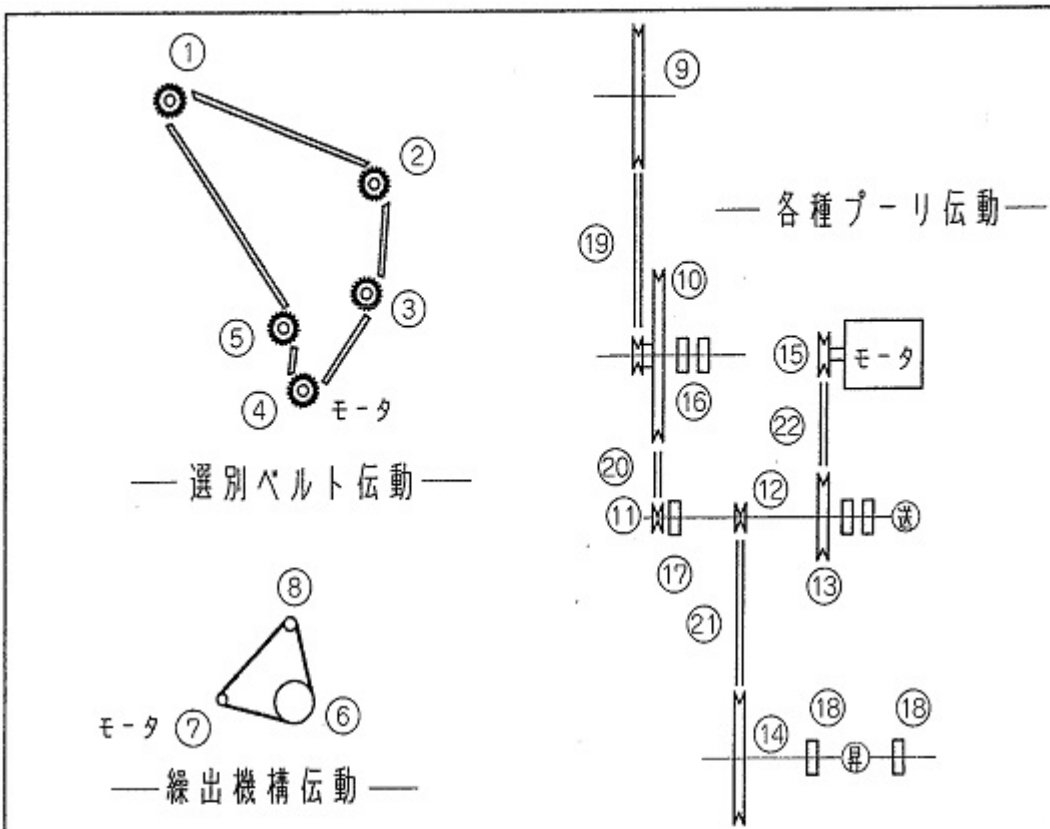 ①
②
③
⑤
④ モータ
― 選別ベルト伝動 ―
⑧
モータ ⑦ ⑥
― 繰出機構伝動 ―
⑨
― 各種プーリ伝動 ―
⑲
⑩
⑮ モータ
⑯
㉒
⑳
⑫
⑪ 送
⑰ ⑬
㉑
⑱ ⑱
⑭ 昇